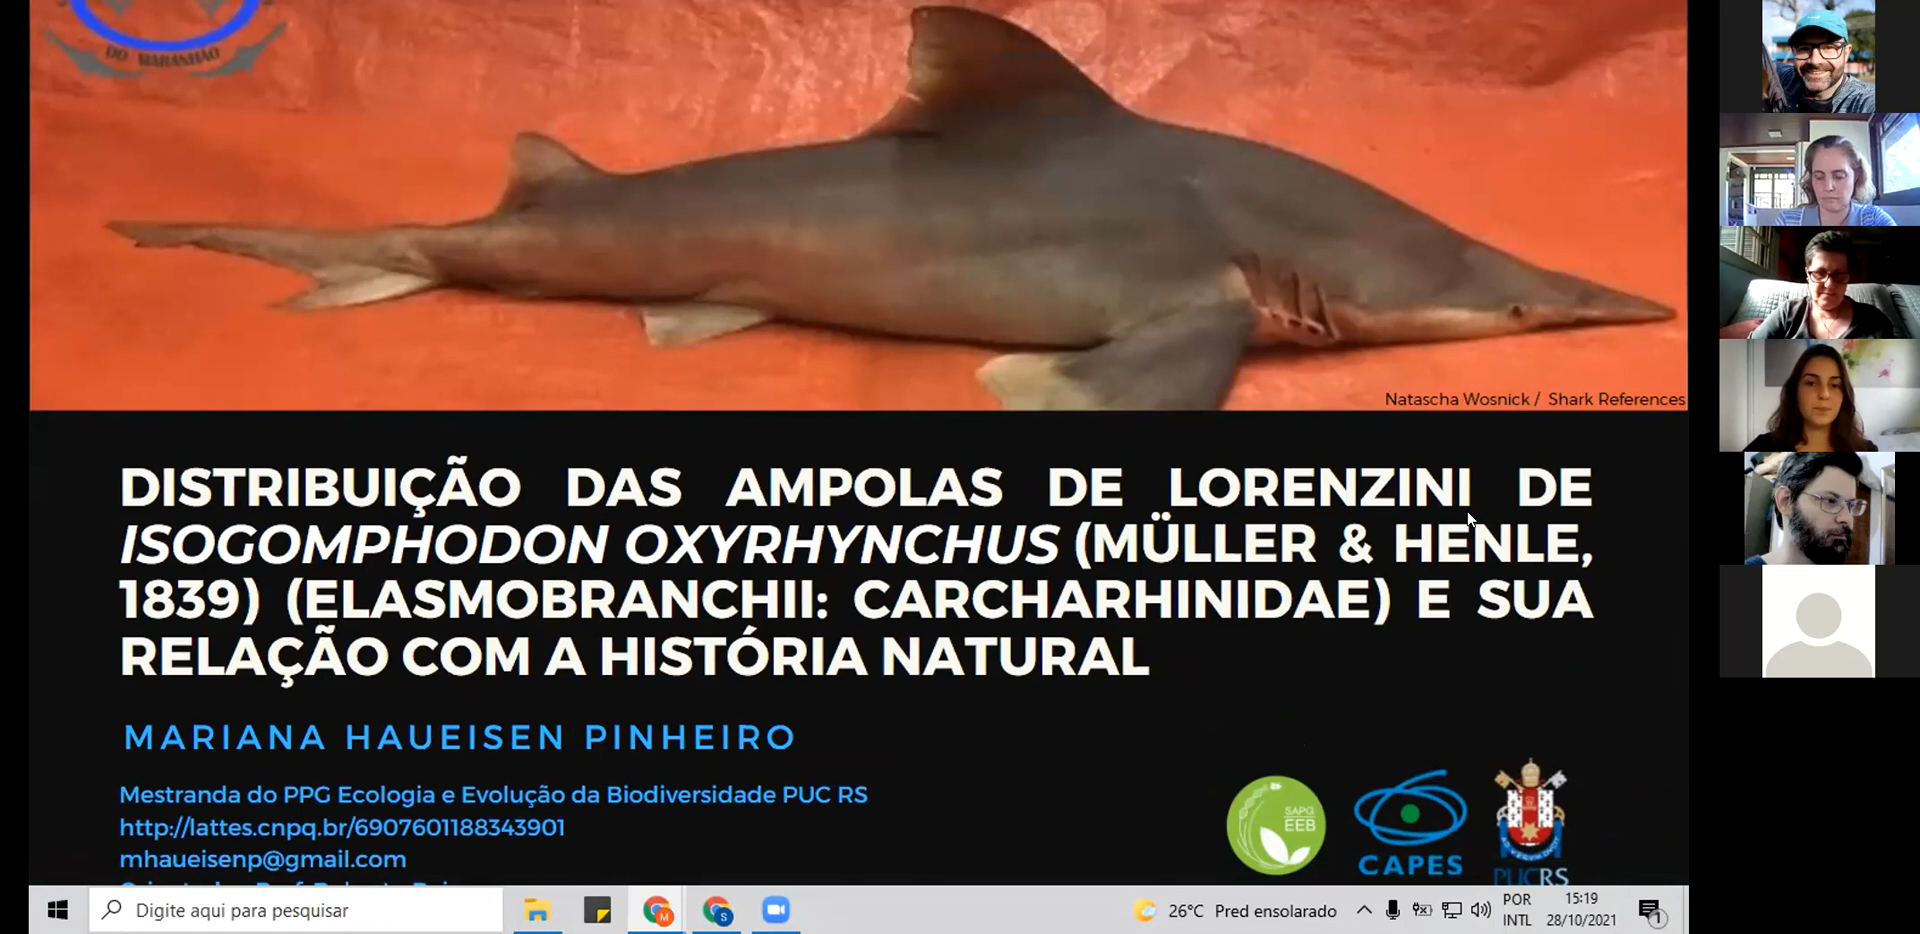 DO MARANHÃO
Natascha Wosnick / Shark References
DISTRIBUIÇÃO DAS AMPOLAS DE LORENZINI DE
ISOGOMPHODON OXYRHYNCHUS (MÜLLER & HENLE,
1839) (ELASMOBRANCHII: CARCHARHINIDAE) E SUA
RELAÇÃO COM A HISTÓRIA NATURAL
MARIANA HAUEISEN PINHEIRO
Mestranda do PPG Ecologia e Evolução da Biodiversidade PUC RS
http://lattes.cnpq.br/6907601188343901
mhaueisenp@gmail.com
SAPG
EEB
CAPES
PUCRS
Digite aqui para pesquisar
M
S
26°C Pred ensolarado
POR
INTL
15:19
28/10/2021
1